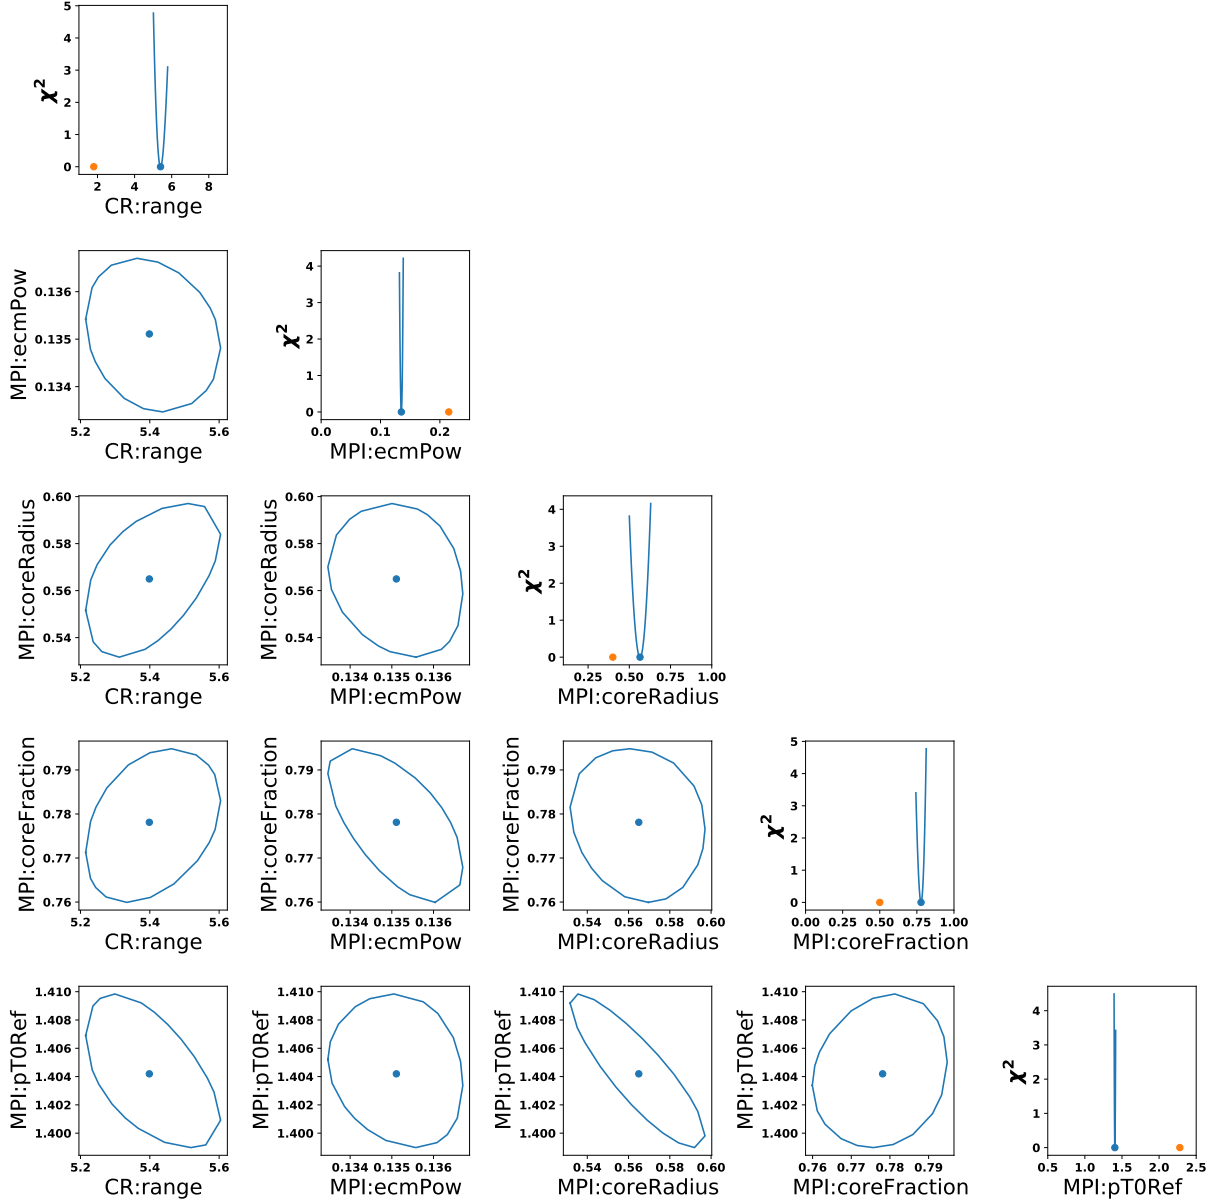 5
4
3
2
1
0
χ²
2 4 6 8
CR:range
0.136
0.135
0.134
MPI:ecmPow
5.2 5.4 5.6
CR:range
4
3
2
1
0
χ²
0.0 0.1 0.2
MPI:ecmPow
0.60
0.58
0.56
0.54
MPI:coreRadius
5.2 5.4 5.6
CR:range
0.60
0.58
0.56
0.54
MPI:coreRadius
0.134 0.135 0.136
MPI:ecmPow
4
3
2
1
0
χ²
0.25 0.50 0.75 1.00
MPI:coreRadius
0.79
0.78
0.77
0.76
MPI:coreFraction
5.2 5.4 5.6
CR:range
0.79
0.78
0.77
0.76
MPI:coreFraction
0.134 0.135 0.136
MPI:ecmPow
0.79
0.78
0.77
0.76
MPI:coreFraction
0.54 0.56 0.58 0.60
MPI:coreRadius
5
4
3
2
1
0
χ²
0.00 0.25 0.50 0.75 1.00
MPI:coreFraction
1.410
1.408
1.406
1.404
1.402
1.400
MPI:pT0Ref
5.2 5.4 5.6
CR:range
1.410
1.408
1.406
1.404
1.402
1.400
MPI:pT0Ref
0.134 0.135 0.136
MPI:ecmPow
1.410
1.408
1.406
1.404
1.402
1.400
MPI:pT0Ref
0.54 0.56 0.58 0.60
MPI:coreRadius
1.410
1.408
1.406
1.404
1.402
1.400
MPI:pT0Ref
0.76 0.77 0.78 0.79
MPI:coreFraction
4
3
2
1
0
χ²
0.5 1.0 1.5 2.0 2.5
MPI:pT0Ref